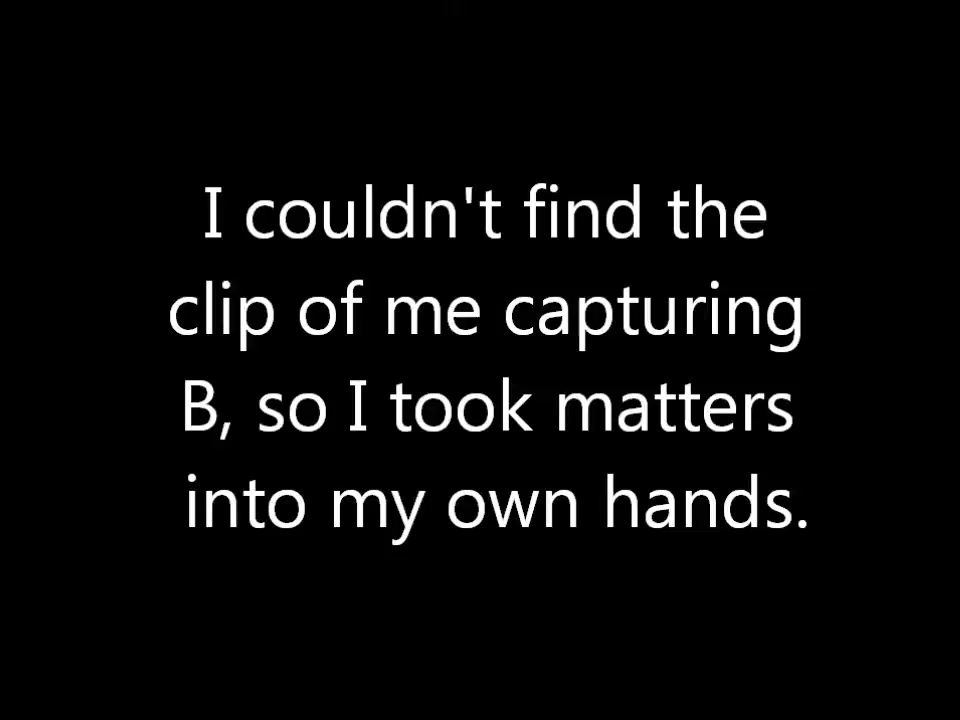 I couldn't find the
clip of me capturing
B, so I took matters
into my own hands.